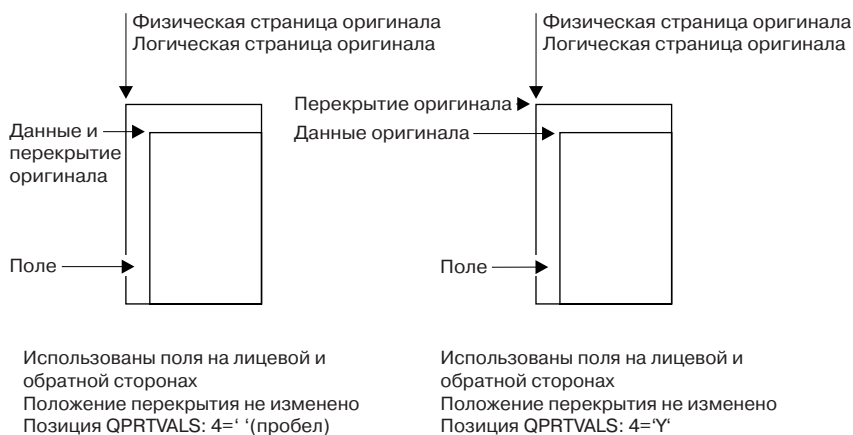 Физическая страница оригинала
Логическая страница оригинала
Данные и
перекрытие
оригинала
Поле
Использованы поля на лицевой и
обратной сторонах
Положение перекрытия не изменено
Позиция QPRTVALS: 4=‘ ‘(пробел)
Физическая страница оригинала
Логическая страница оригинала
Перекрытие оригинала
Данные оригинала
Поле
Использованы поля на лицевой и
обратной сторонах
Положение перекрытия не изменено
Позиция QPRTVALS: 4=‘Y‘